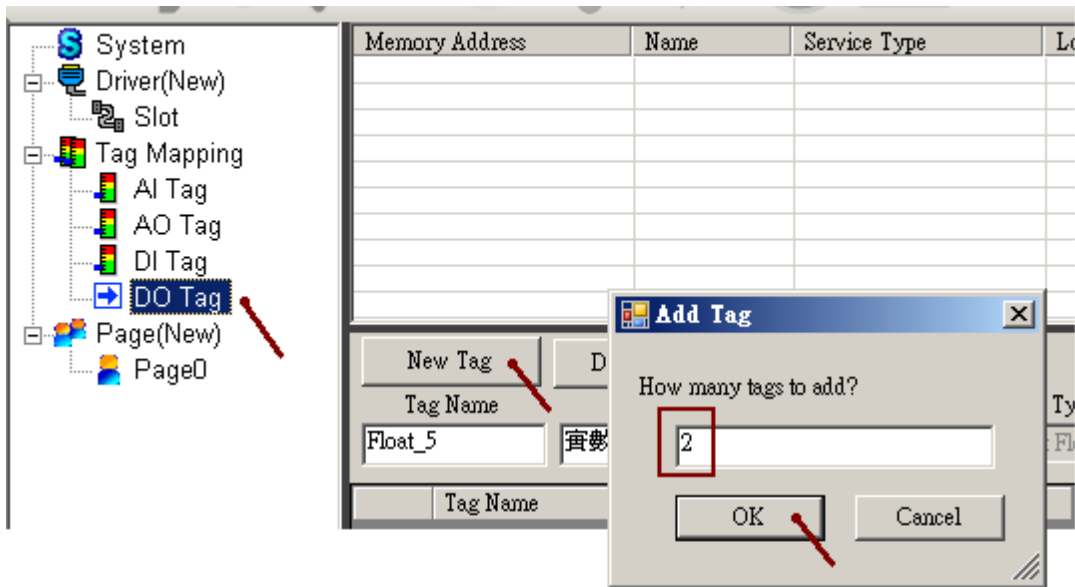 System
Driver(New)
Slot
Tag Mapping
AI Tag
AO Tag
DI Tag
DO Tag
Page(New)
Page0
Memory Address Name Service Type
New Tag
Tag Name
Float_5
Tag Name
Add Tag
How many tags to add?
2
OK Cancel